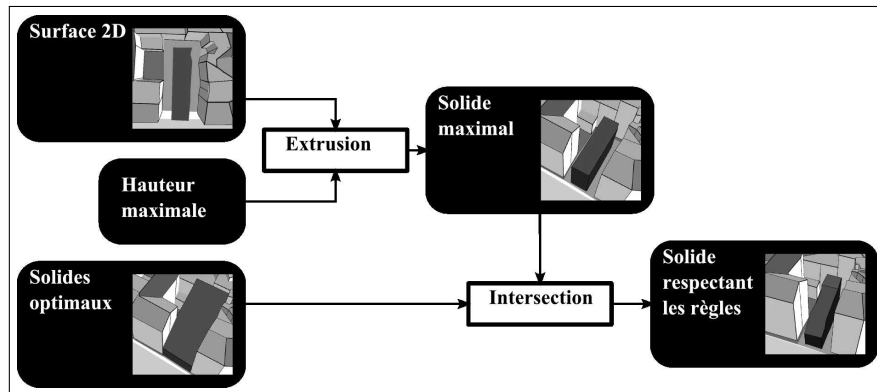 Surface 2D
Extrusion
Hauteur
maximale
Solide
maximal
Solides
optimaux
Intersection
Solide
respectant
les règles